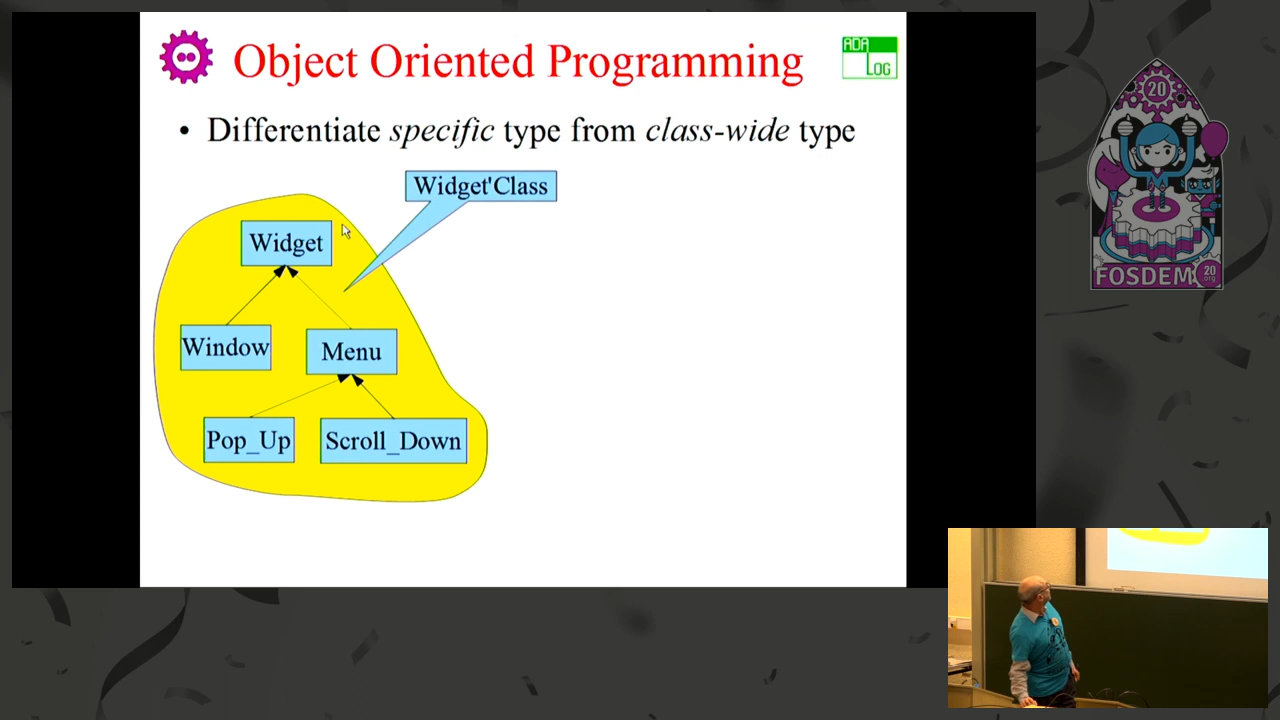 Object Oriented Programming
ADA
LOG
• Differentiate specific type from class-wide type
Widget'Class
Widget
Window
Menu
Pop_Up
Scroll_Down
20
FOSDEM
20
.org